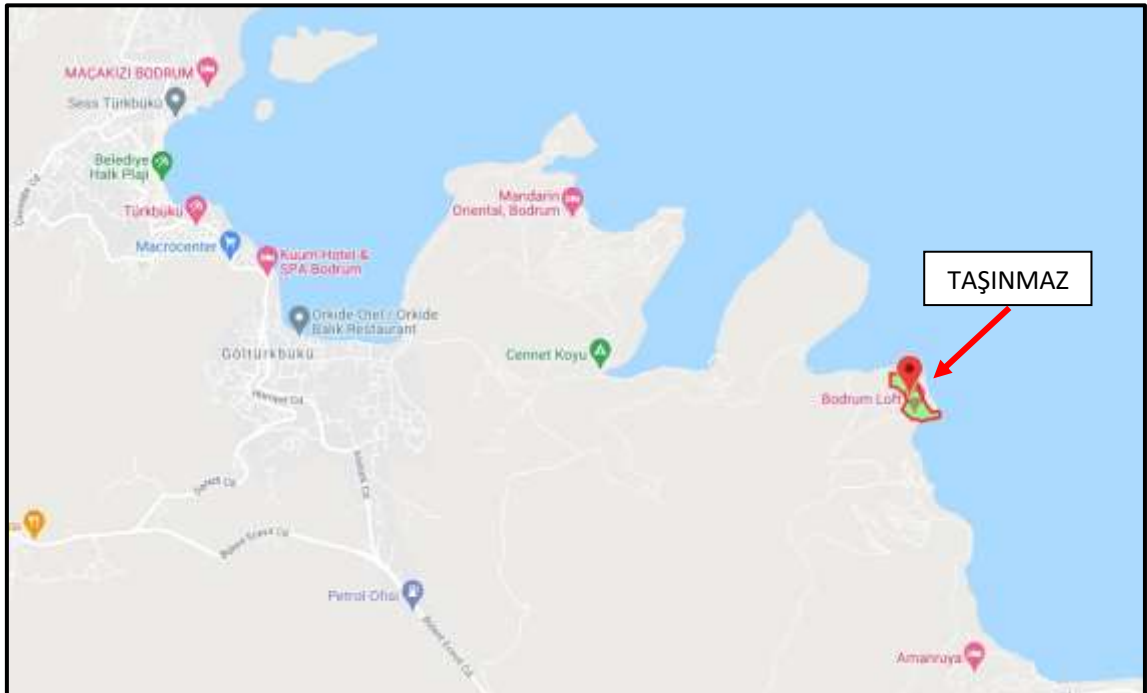 MAÇAKIZI BODRUM
Sess Türkbükü
Belediye
Halk Plajı
Türkbükü
Macrocenter
Kuum Hotel &
SPA Bodrum
Orkide Otel / Orkide
Balık Restaurant
Göltürkbükü
Mandarin
Oriental, Bodrum
Cennet Koyu
TAŞINMAZ
Bodrum Loft
Petrol Ofisi
Amanruya